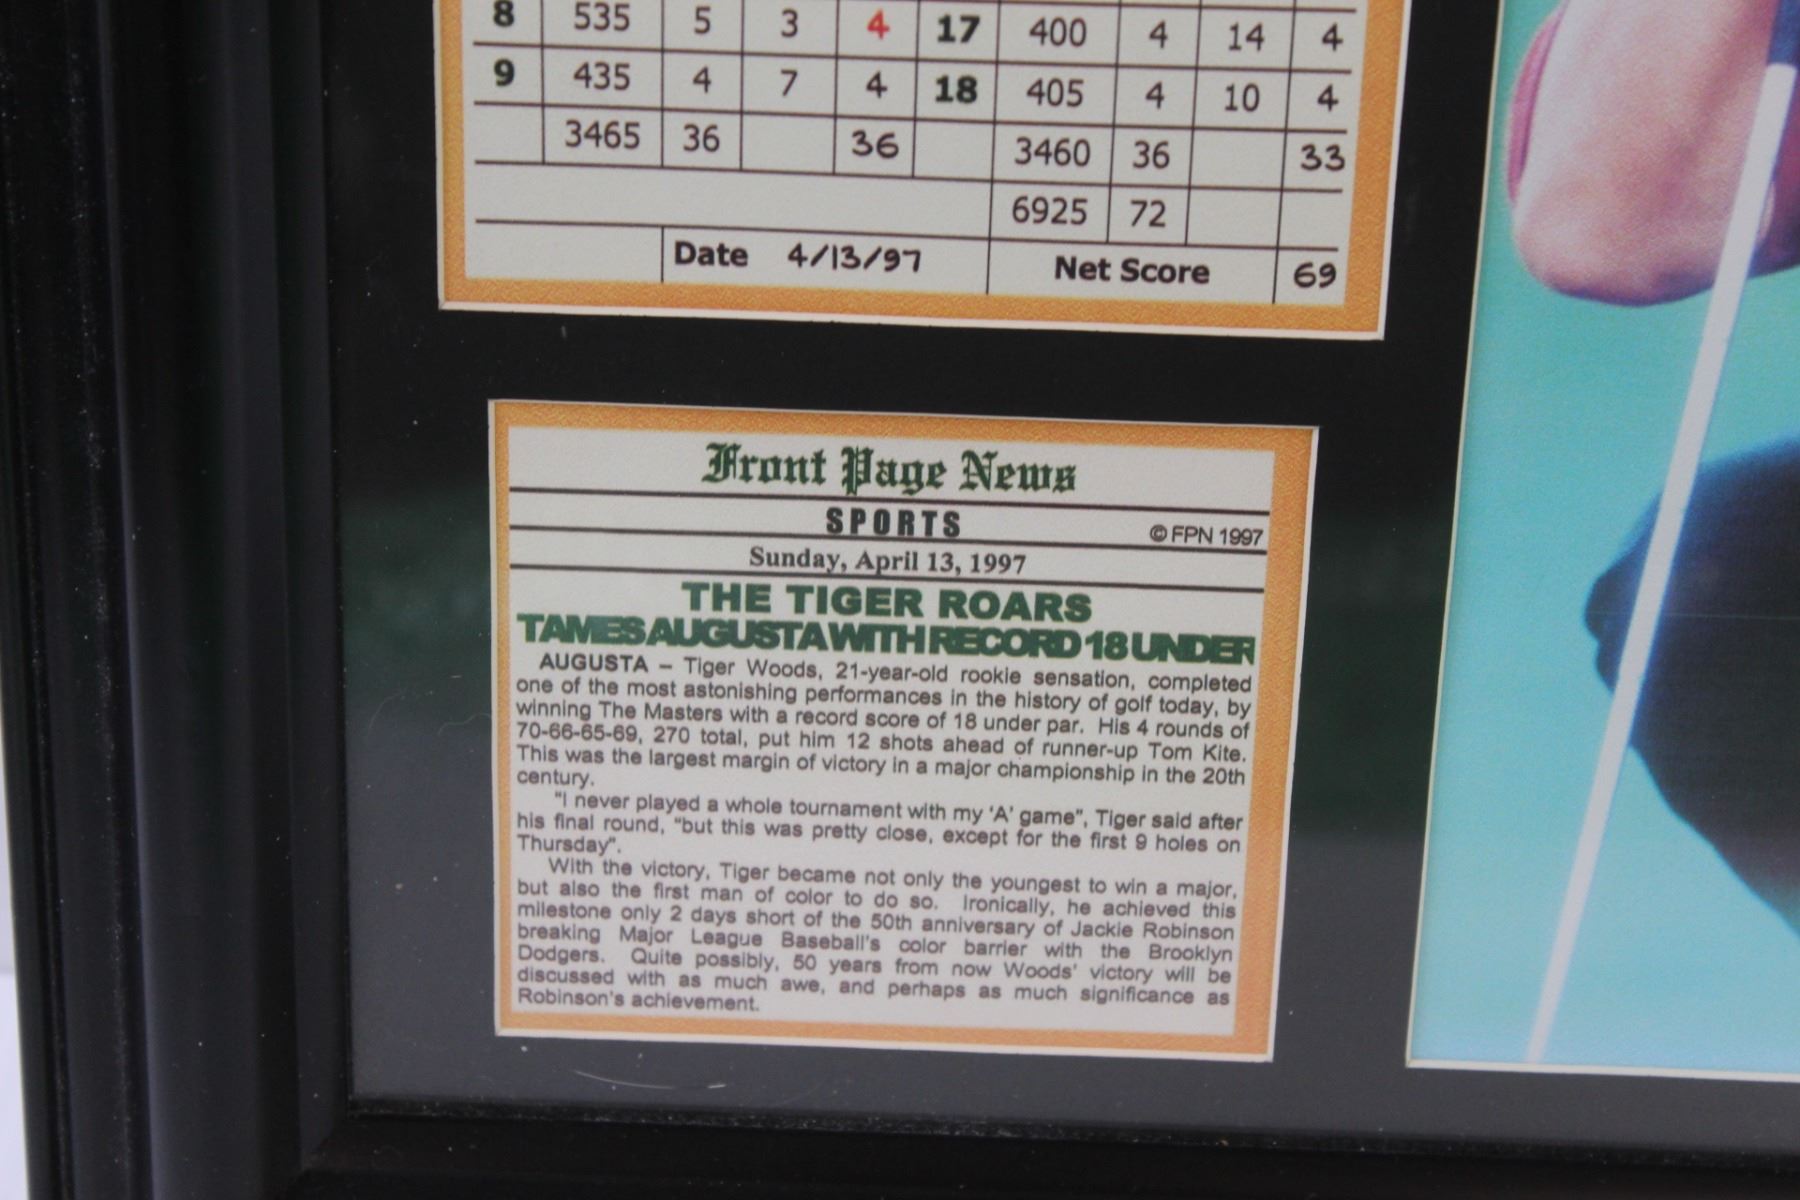 8 535 5 3 4 17 400 4 14 4
9 435 4 7 4 18 405 4 10 4
3465 36 36 3460 36 33
6925 72
Date 4/13/97 Net Score 69
Front Page News
SPORTS © FPN 1997
Sunday, April 13, 1997
THE TIGER ROARS
TAMES AUGUSTA WITH RECORD 18 UNDER
AUGUSTA – Tiger Woods, 21-year-old rookie sensation, completed
one of the most astonishing performances in the history of golf today, by
winning The Masters with a record score of 18 under par. His 4 rounds of
70-66-65-69, 270 total, put him 12 shots ahead of runner-up Tom Kite.
This was the largest margin of victory in a major championship in the 20th
century.
"I never played a whole tournament with my 'A' game", Tiger said after
his final round, "but this was pretty close, except for the first 9 holes on
Thursday".
With the victory, Tiger became not only the youngest to win a major,
but also the first man of color to do so. Ironically, he achieved this
milestone only 2 days short of the 50th anniversary of Jackie Robinson
breaking Major League Baseball's color barrier with the Brooklyn
Dodgers. Quite possibly, 50 years from now Woods' victory will be
discussed with as much awe, and perhaps as much significance as
Robinson's achievement.